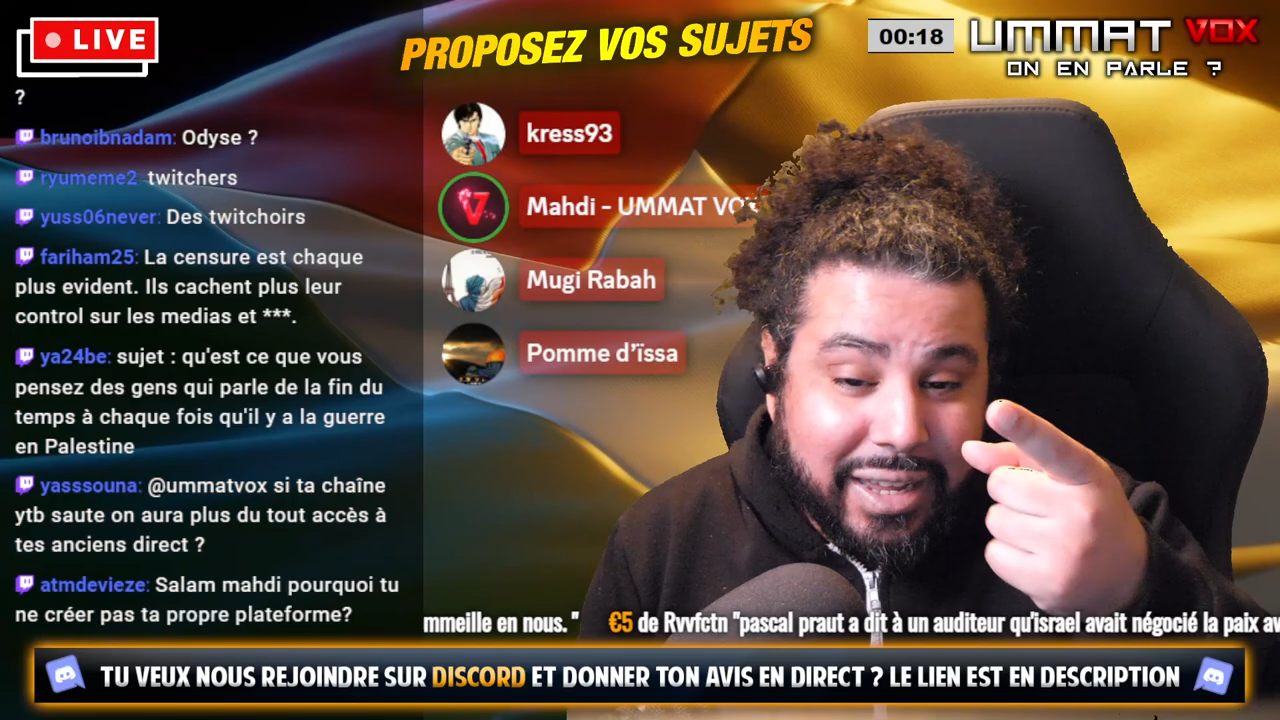 LIVE
PROPOSEZ VOS SUJETS
00:18
UMMAT VOX
ON EN PARLE ?
?
brunoibnadam: Odyse ?
ryumeme2 twitchers
yuss06never: Des twitchoirs
fariham25: La censure est chaque
plus evident. Ils cachent plus leur
control sur les medias et ***.
ya24be: sujet : qu'est ce que vous
pensez des gens qui parle de la fin du
temps à chaque fois qu'il y a la guerre
en Palestine
yasssouna: @ummatvox si ta chaîne
ytb saute on aura plus du tout accès à
tes anciens direct ?
atmdevieze: Salam mahdi pourquoi tu
ne créer pas ta propre plateforme?
kress93
Mahdi - UMMAT VOX
Mugi Rabah
Pomme d'ïssa
mmeille en nous. " €5 de Rvvfctn "pascal praut a dit à un auditeur qu'israel avait négocié la paix av
TU VEUX NOUS REJOINDRE SUR DISCORD ET DONNER TON AVIS EN DIRECT ? LE LIEN EST EN DESCRIPTION